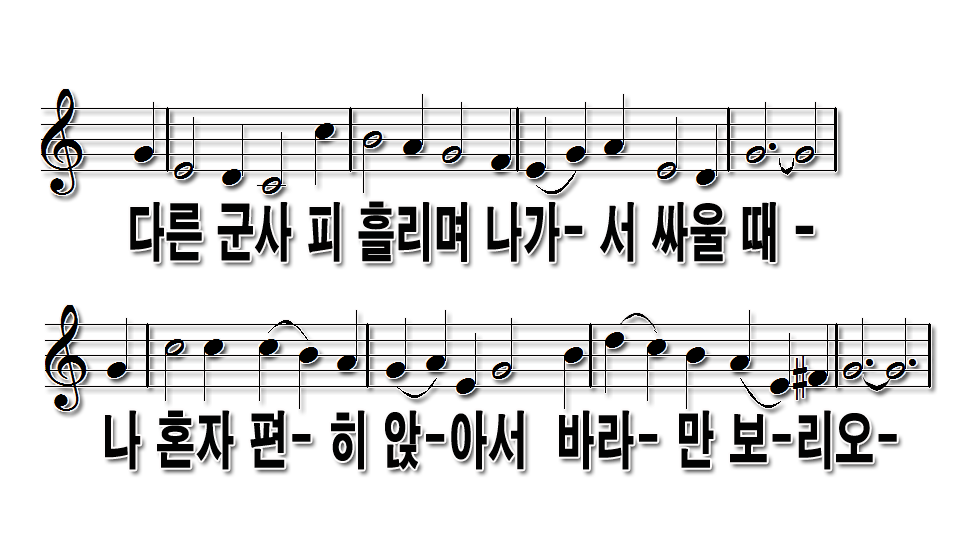 다른 군사 피 흘리며 나가- 서 싸울 때 -
나 혼자 편- 히 앉-아서 바라- 만 보-리오-